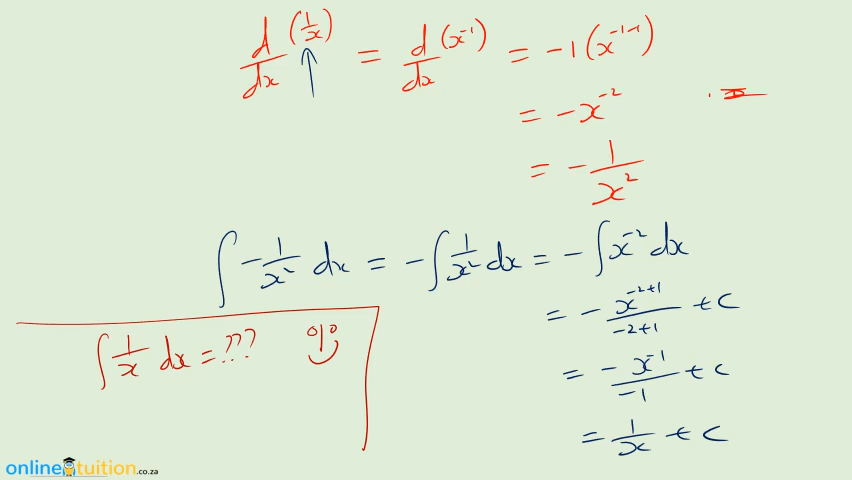 d/dx (1/x) = d/dx (x⁻¹) = -1(x⁻¹⁻¹)
= -x⁻²
= - 1/x²
∫ -1/x² dx = -∫ 1/x² dx = -∫ x⁻² dx
= - x⁻²⁺¹/-2+1 + c
= - x⁻¹/-1 + c
= 1/x + c
∫ 1/x dx = ???
onlinetuition.co.za